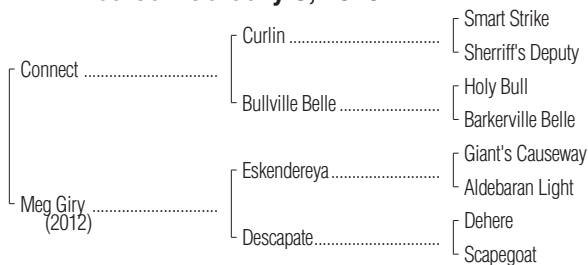 Smart Strike
Curlin
Sherriff's Deputy
Connect
Holy Bull
Bullville Belle
Barkerville Belle
Giant's Causeway
Eskendereya
Aldebaran Light
Meg Giry
(2012)
Dehere
Descapate
Scapegoat